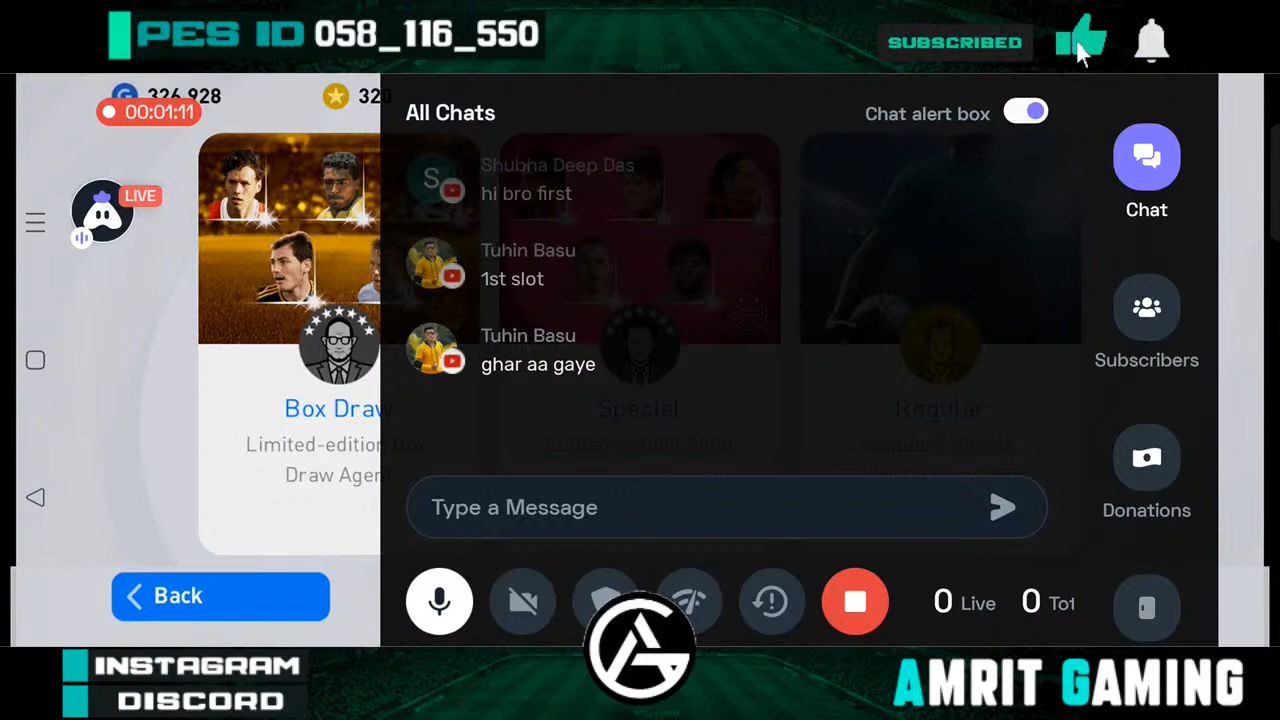 PES ID 058_116_550
SUBSCRIBED
326,928
320
00:01:11
LIVE
All Chats
Chat alert box
Shubha Deep Das
S
hi bro first
Tuhin Basu
1st slot
Tuhin Basu
ghar aa gaye
Chat
Subscribers
Donations
Box Draw
Limited-edition
Draw Agen
Special
Regular
Type a Message
Back
0 Live
0 Tot
INSTAGRAM
DISCORD
AMRIT GAMING